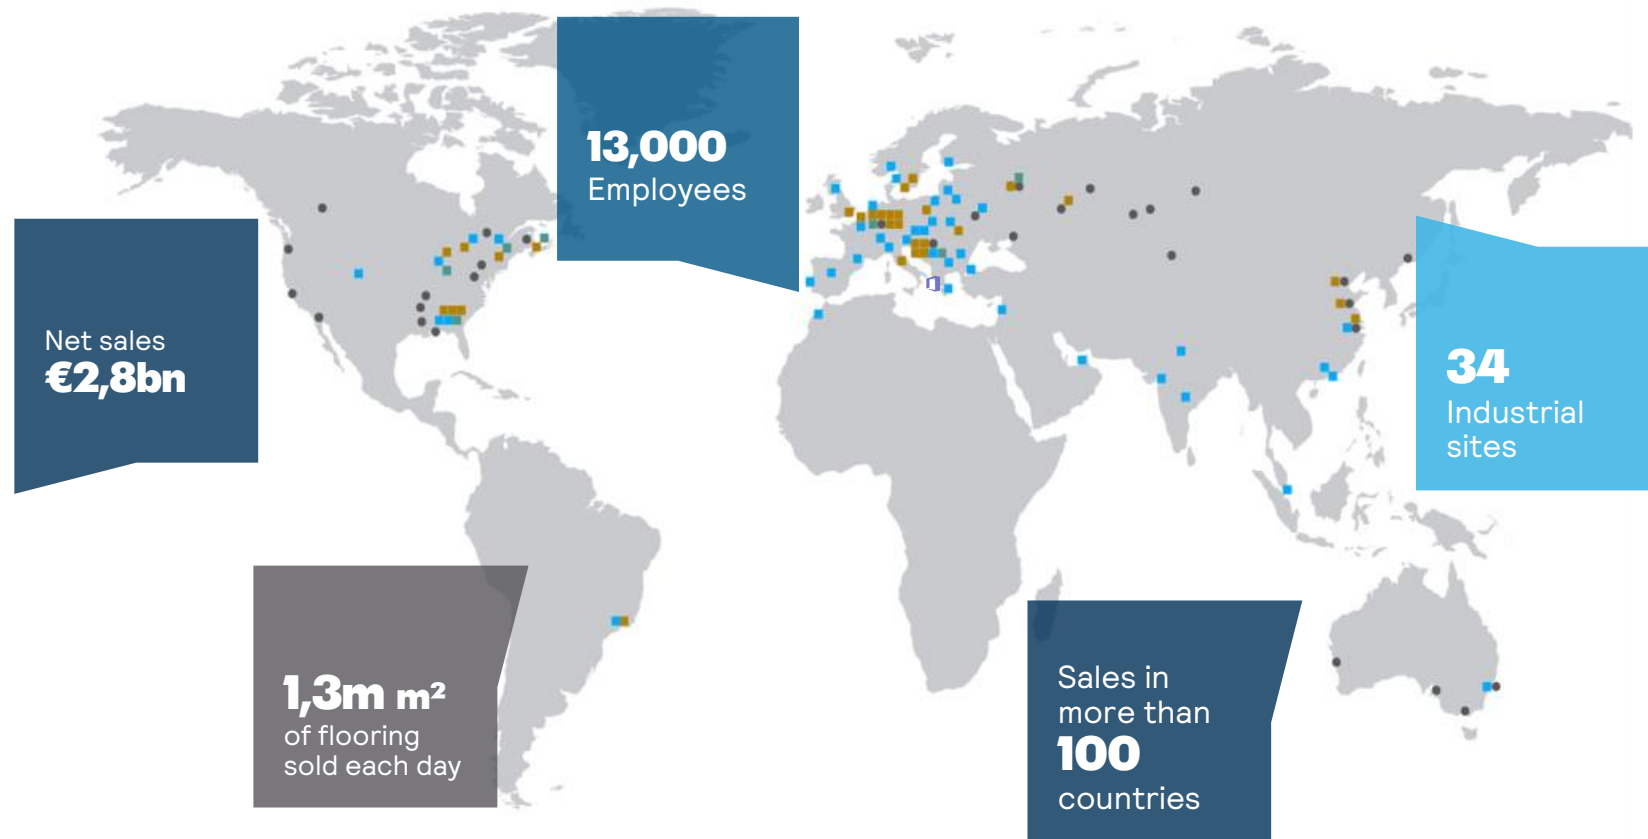 13,000
Employees
Net sales
€2,8bn
34
Industrial
sites
1,3m m²
of flooring
sold each day
Sales in
more than
100
countries